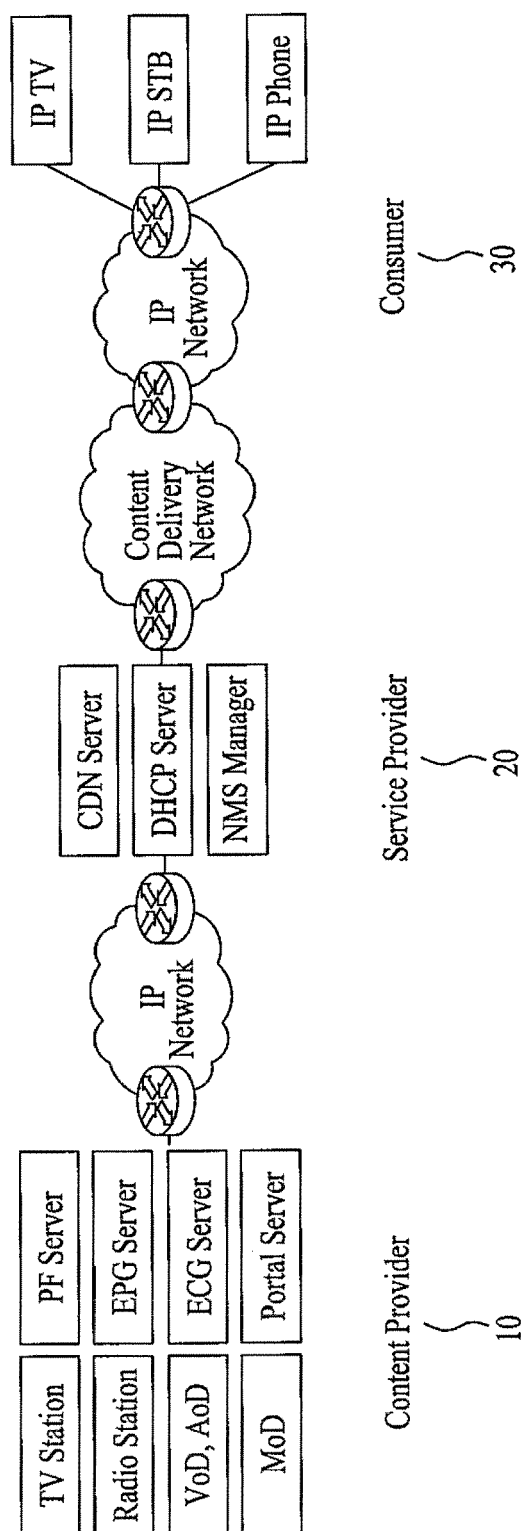 TV Station
PF Server
Radio Station
EPG Server
VoD, AoD
ECG Server
MoD
Portal Server
IP
Network
CDN Server
DHCP Server
NMS Manager
Content
Delivery
Network
IP
Network
IP TV
IP STB
IP Phone
Content Provider
10
Service Provider
20
Consumer
30